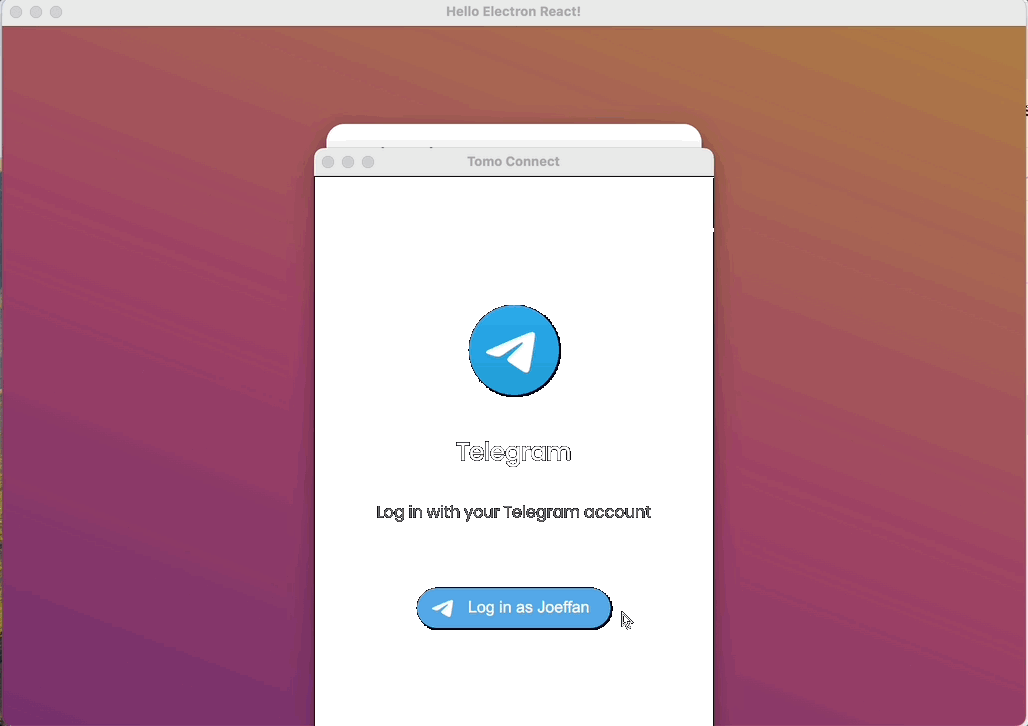 Hello Electron React!
Tomo Connect
Telegram
Log in with your Telegram account
Log in as Joeffan